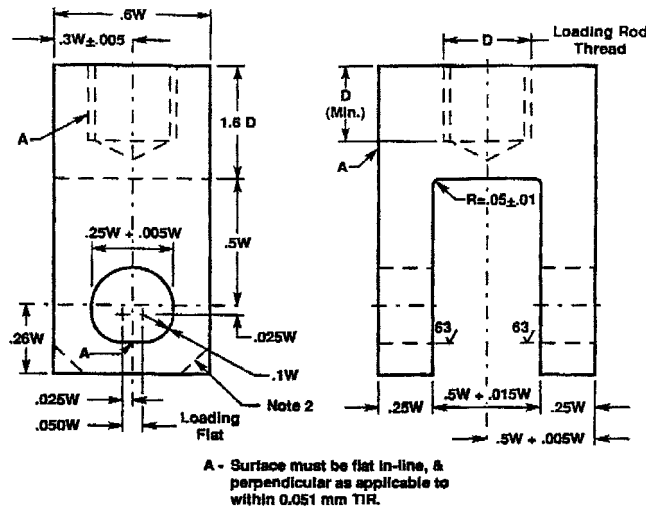 .6W
.3W±.005
D
Loading Rod
Thread
A
1.6 D
D
(Min.)
A
R=.05±.01
.25W + .005W
.5W
.26W
A
.025W
.1W
63
63
.025W
Note 2
.050W
Loading
Flat
.25W
.5W + .015W
.25W
.5W + .005W
A - Surface must be flat in-line, &
perpendicular as applicable to
within 0.051 mm TIR.